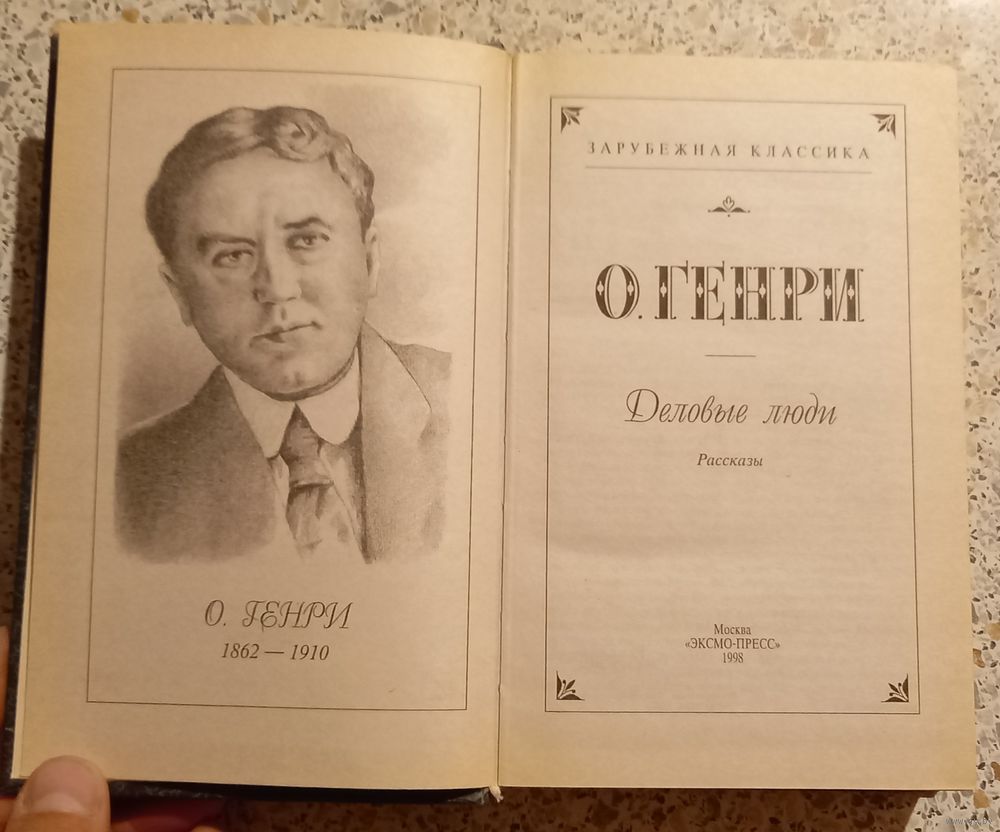 О. ГЕНРИ
1862 — 1910
ЗАРУБЕЖНАЯ КЛАССИКА
О. ГЕНРИ
Деловые люди
Рассказы
Москва
«ЭКСМО-ПРЕСС»
1998